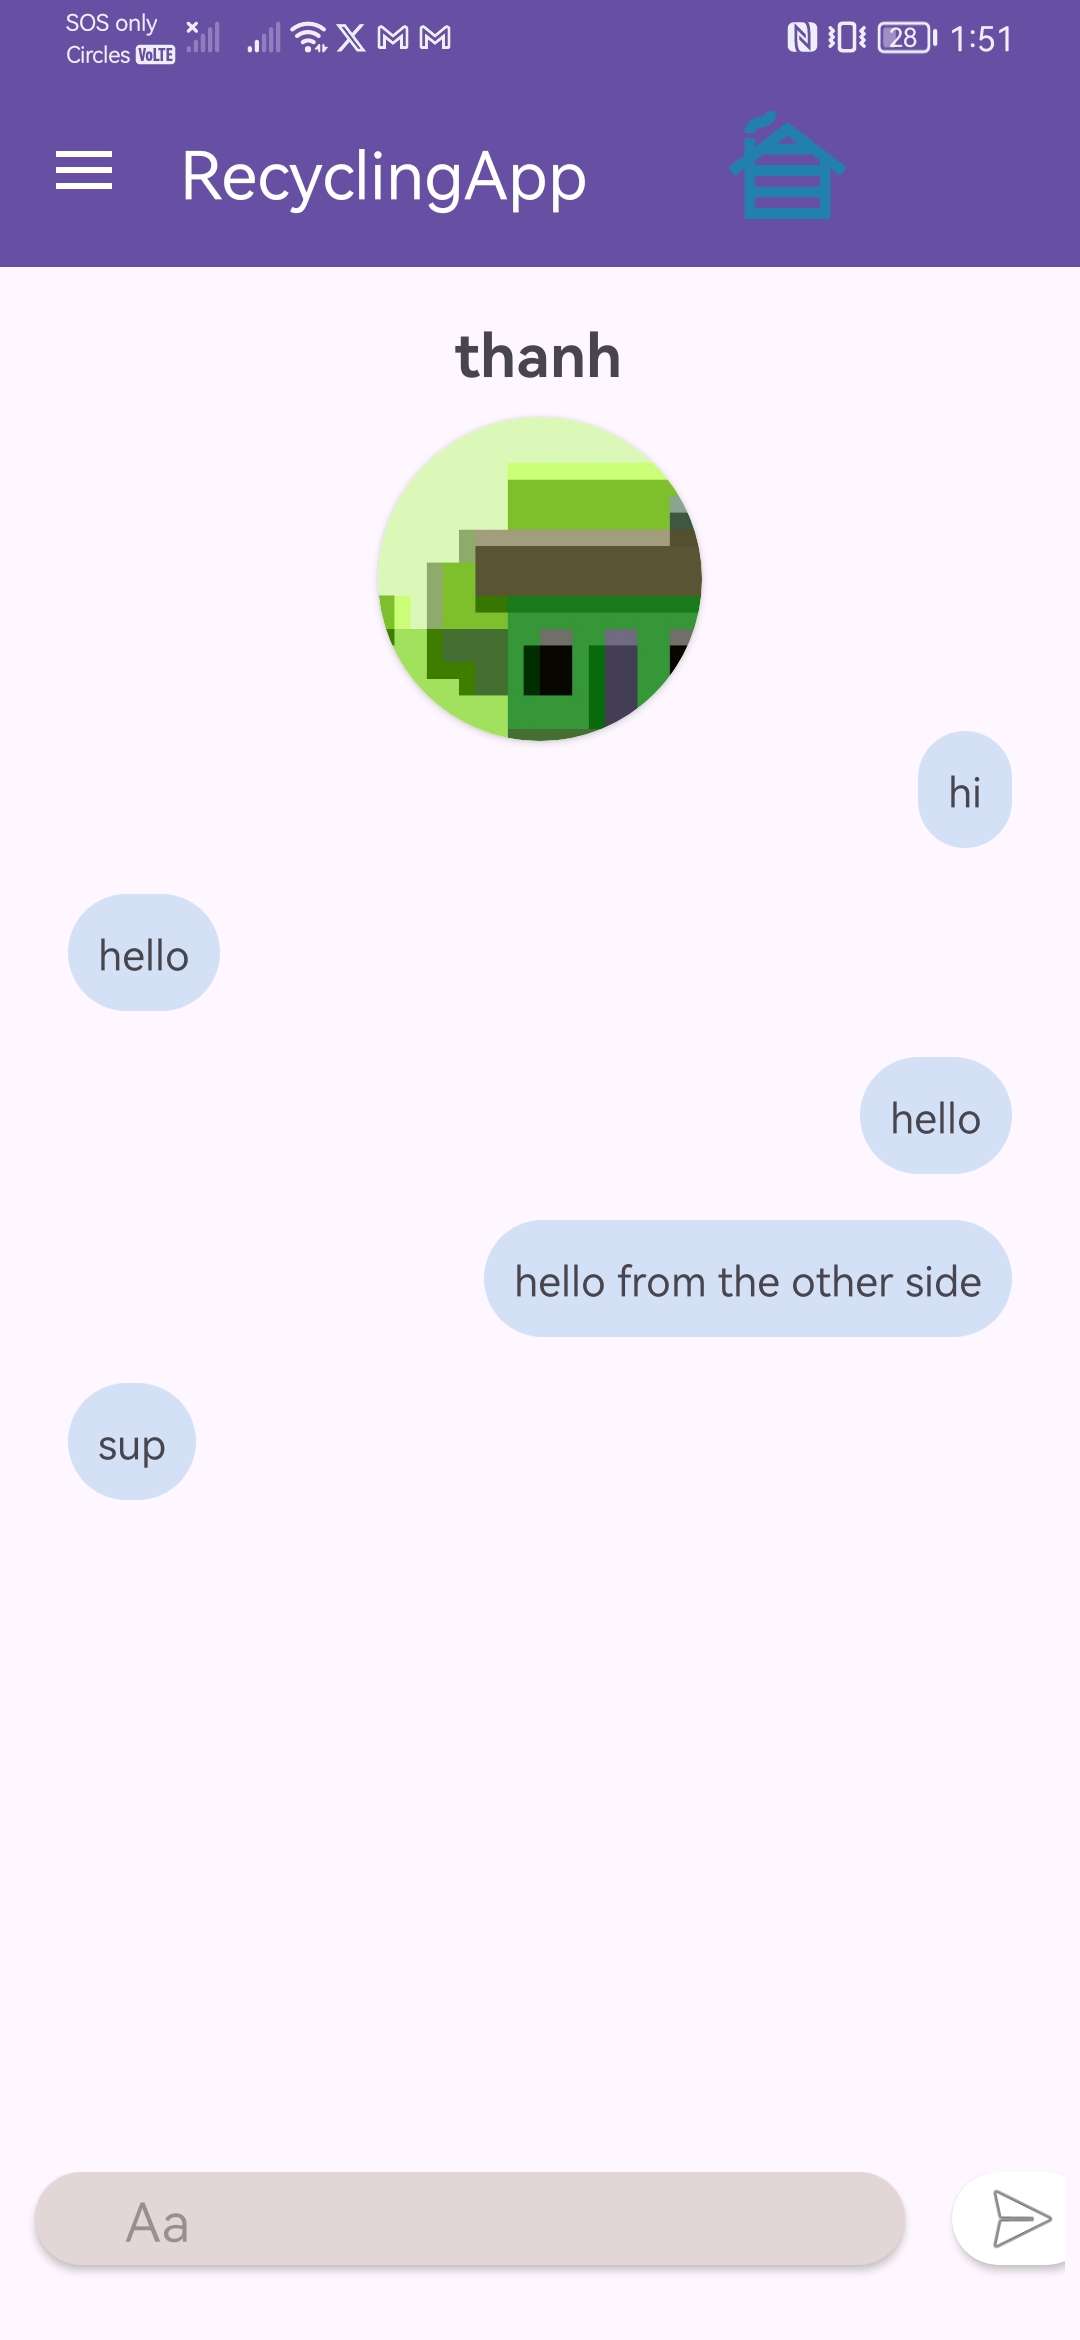 SOS only
Circles VoLTE
28 1:51
RecyclingApp
thanh
hi
hello
hello
hello from the other side
sup
Aa